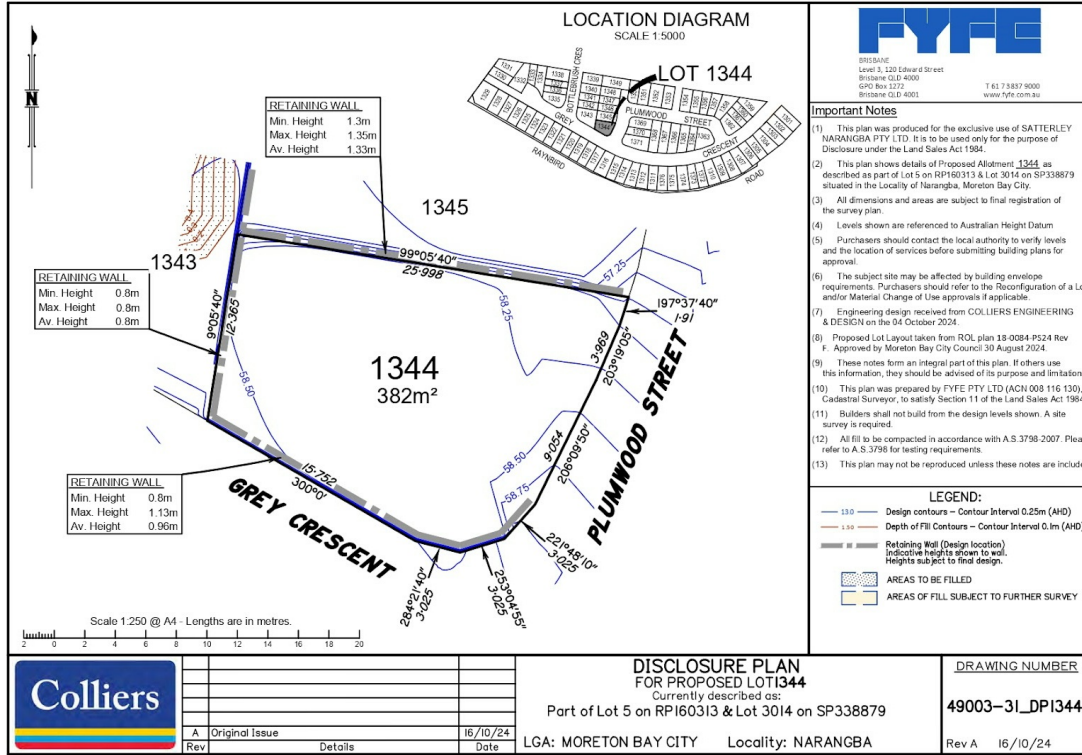 LOCATION DIAGRAM
SCALE 1:5000
LOT 1344
BOTTLEBRUSH CRES
PLUMWOOD STREET
GREY CRESCENT
RAYNBIRD ROAD
N
RETAINING WALL
Min. Height 1.3m
Max. Height 1.35m
Av. Height 1.33m
1345
1343
99°05'40"
25·998
57.25
58.25
197°37'40"
1·91
RETAINING WALL
Min. Height 0.8m
Max. Height 0.8m
Av. Height 0.8m
9°05'40"
12·365
58.50
1344
382m²
3·969
203°19'05"
9·054
206°09'50"
PLUMWOOD STREET
58.50
58.75
RETAINING WALL
Min. Height 0.8m
Max. Height 1.13m
Av. Height 0.96m
15·752
300°0'
GREY CRESCENT
284°21'40"
3·025
253°04'55"
3·025
221°48'10"
3·025
Scale 1:250 @ A4 - Lengths are in metres.
2 0 2 4 6 8 10 12 14 16 18 20
FYFE
BRISBANE
Level 3, 120 Edward Street
Brisbane QLD 4000
GPO Box 1272 T 61 7 3837 9000
Brisbane QLD 4001 www.fyfe.com.au
Important Notes
(1) This plan was produced for the exclusive use of SATTERLEY
NARANGBA PTY LTD. It is to be used only for the purpose of
Disclosure under the Land Sales Act 1984.
(2) This plan shows details of Proposed Allotment 1344 as
described as part of Lot 5 on RP160313 & Lot 3014 on SP338879
situated in the Locality of Narangba, Moreton Bay City.
(3) All dimensions and areas are subject to final registration of
the survey plan.
(4) Levels shown are referenced to Australian Height Datum
(5) Purchasers should contact the local authority to verify levels
and the location of services before submitting building plans for
approval.
(6) The subject site may be affected by building envelope
requirements. Purchasers should refer to the Reconfiguration of a Lo
and/or Material Change of Use approvals if applicable.
(7) Engineering design received from COLLIERS ENGINEERING
& DESIGN on the 04 October 2024.
(8) Proposed Lot Layout taken from ROL plan 18-0084-PS24 Rev
F. Approved by Moreton Bay City Council 30 August 2024.
(9) These notes form an integral part of this plan. If others use
this information, they should be advised of its purpose and limitation
(10) This plan was prepared by FYFE PTY LTD (ACN 008 116 130),
Cadastral Surveyor, to satisfy Section 11 of the Land Sales Act 1984
(11) Builders shall not build from the design levels shown. A site
survey is required.
(12) All fill to be compacted in accordance with A.S.3798-2007. Plea
refer to A.S.3798 for testing requirements.
(13) This plan may not be reproduced unless these notes are include
LEGEND:
13.0 Design contours – Contour Interval 0.25m (AHD)
1.50 Depth of Fill Contours – Contour Interval 0.1m (AHD)
Retaining Wall (Design location)
Indicative heights shown to wall.
Heights subject to final design.
AREAS TO BE FILLED
AREAS OF FILL SUBJECT TO FURTHER SURVEY
Colliers
A Original Issue 16/10/24
Rev Details Date
DISCLOSURE PLAN
FOR PROPOSED LOT1344
Currently described as:
Part of Lot 5 on RP160313 & Lot 3014 on SP338879
LGA: MORETON BAY CITY Locality: NARANGBA
DRAWING NUMBER
49003-31_DP1344
Rev A 16/10/24